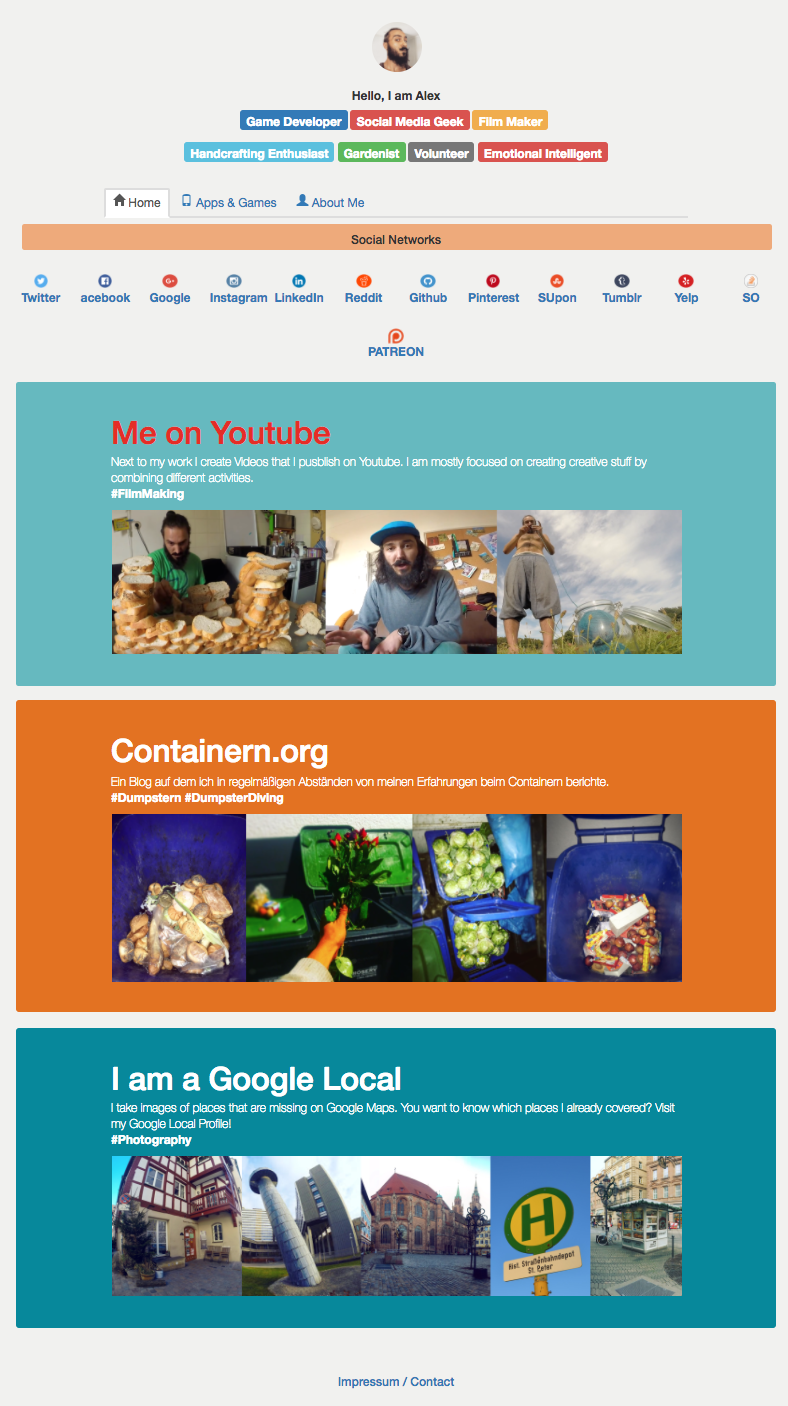 Hello, I am Alex
Game Developer Social Media Geek Film Maker
Handcrafting Enthusiast Gardenist Volunteer Emotional Intelligent
Home Apps & Games About Me
Social Networks
Twitter acebook Google Instagram LinkedIn Reddit Github Pinterest SUpon Tumblr Yelp SO
PATREON
Me on Youtube
Next to my work I create Videos that I pusblish on Youtube. I am mostly focused on creating creative stuff by
combining different activities.
#FilmMaking
Containern.org
Ein Blog auf dem ich in regelmäßigen Abständen von meinen Erfahrungen beim Containern berichte.
#Dumpstern #DumpsterDiving
I am a Google Local
I take images of places that are missing on Google Maps. You want to know which places I already covered? Visit
my Google Local Profile!
#Photography
H
Hist. Straßenbahndepot
St. Peter
Impressum / Contact